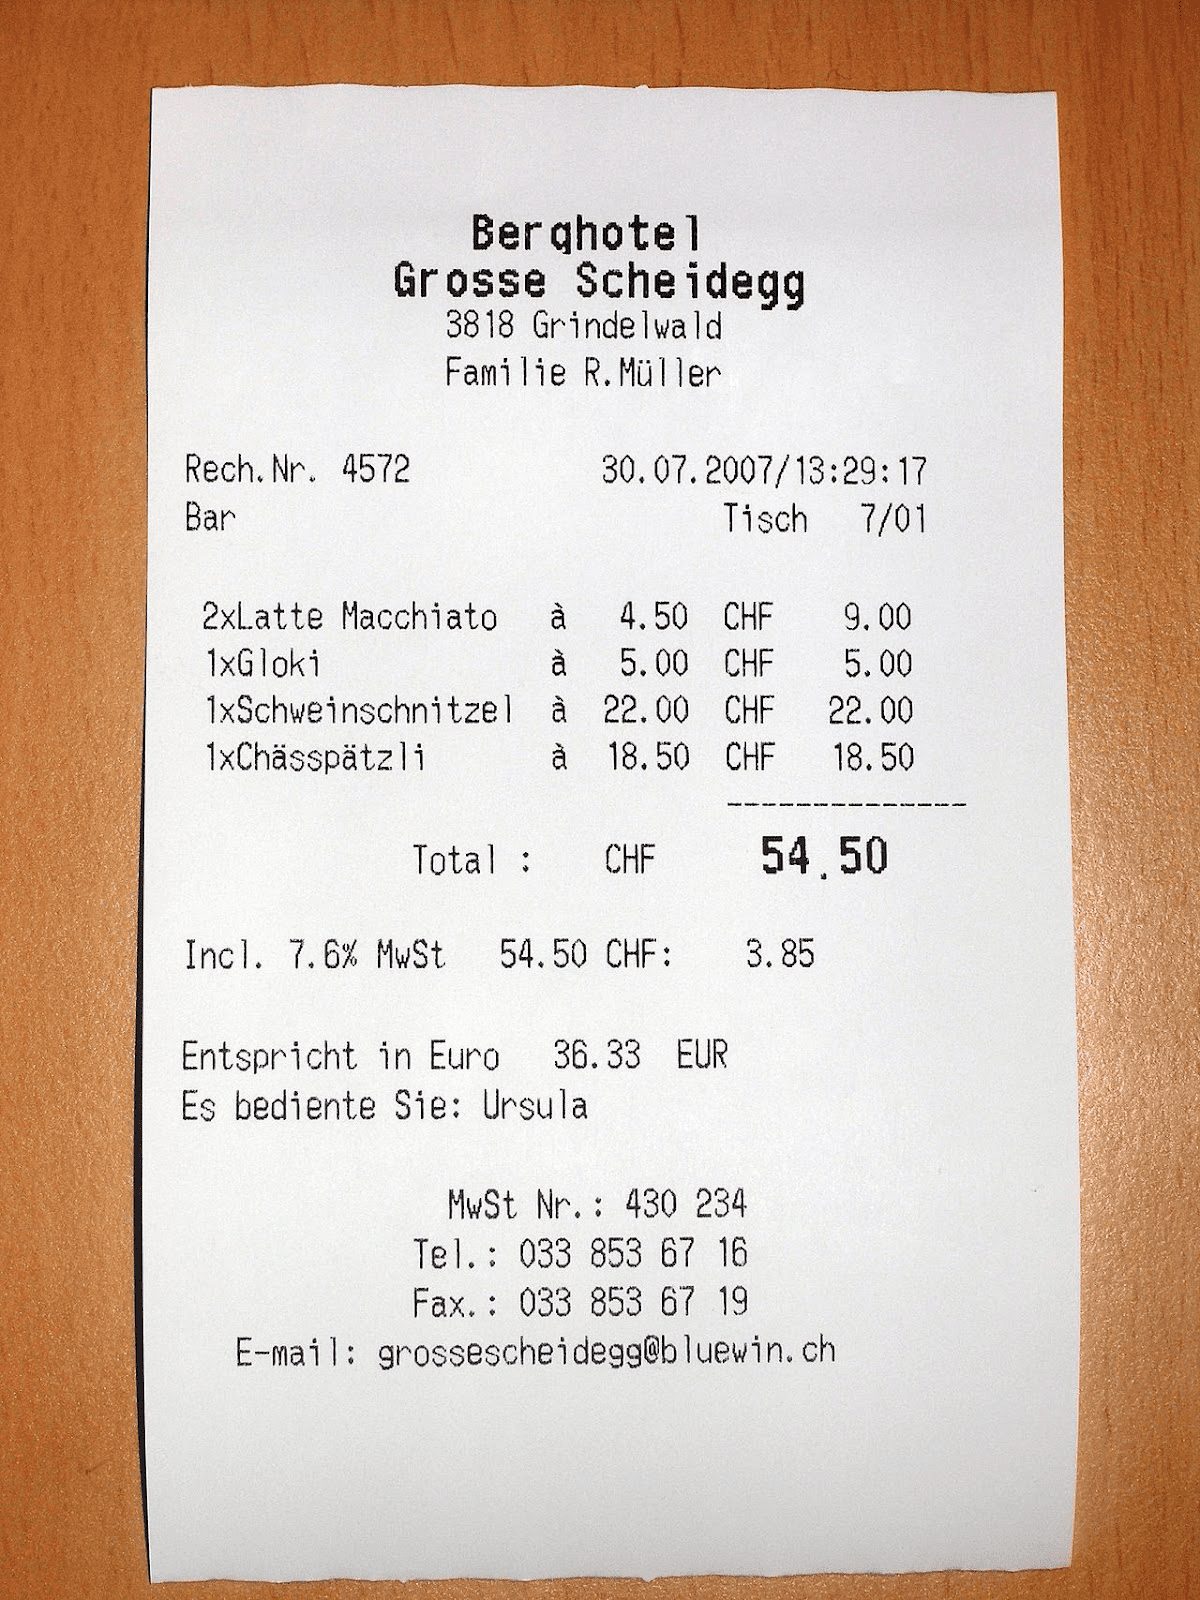 Berghotel
Grosse Scheidegg
3818 Grindelwald
Familie R.Müller
Rech.Nr. 4572 30.07.2007/13:29:17
Bar Tisch 7/01
2xLatte Macchiato à 4.50 CHF 9.00
1xGloki à 5.00 CHF 5.00
1xSchweinschnitzel à 22.00 CHF 22.00
1xChässpätzli à 18.50 CHF 18.50
--------------
Total : CHF 54.50
Incl. 7.6% MwSt 54.50 CHF: 3.85
Entspricht in Euro 36.33 EUR
Es bediente Sie: Ursula
MwSt Nr.: 430 234
Tel.: 033 853 67 16
Fax.: 033 853 67 19
E-mail: grossescheidegg@bluewin.ch